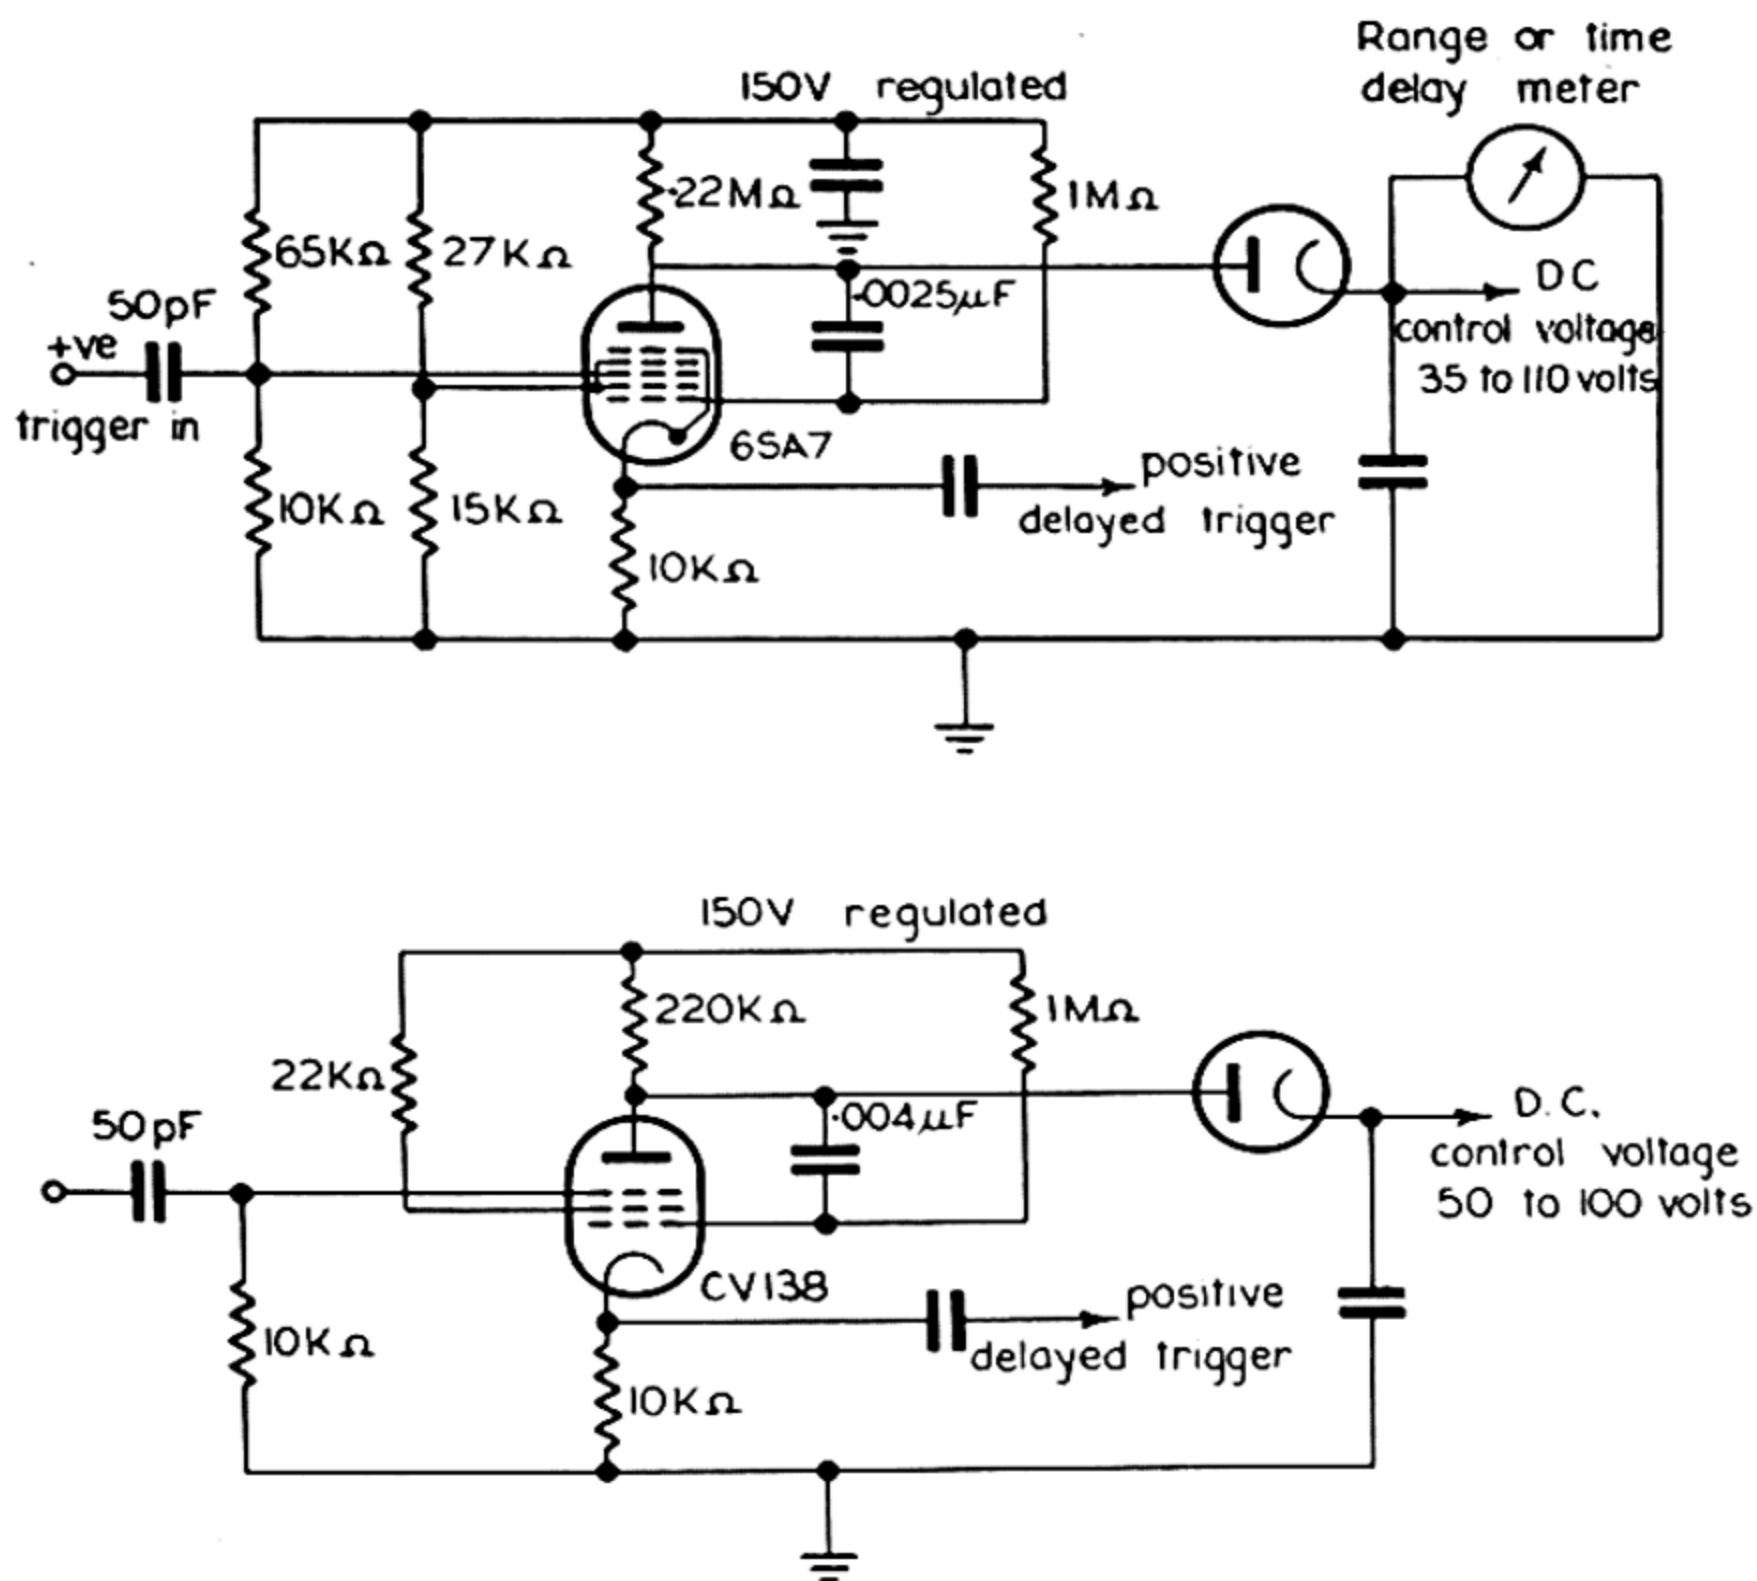 Range or time
delay meter
150V regulated
.22MΩ
1MΩ
65KΩ
27KΩ
50pF
.0025µF
DC
control voltage
35 to 110 volts
+ve
trigger in
6SA7
positive
delayed trigger
10KΩ
15KΩ
10KΩ
150V regulated
220KΩ
1MΩ
22KΩ
50pF
.004µF
D.C.
control voltage
50 to 100 volts
CV138
positive
delayed trigger
10KΩ
10KΩ